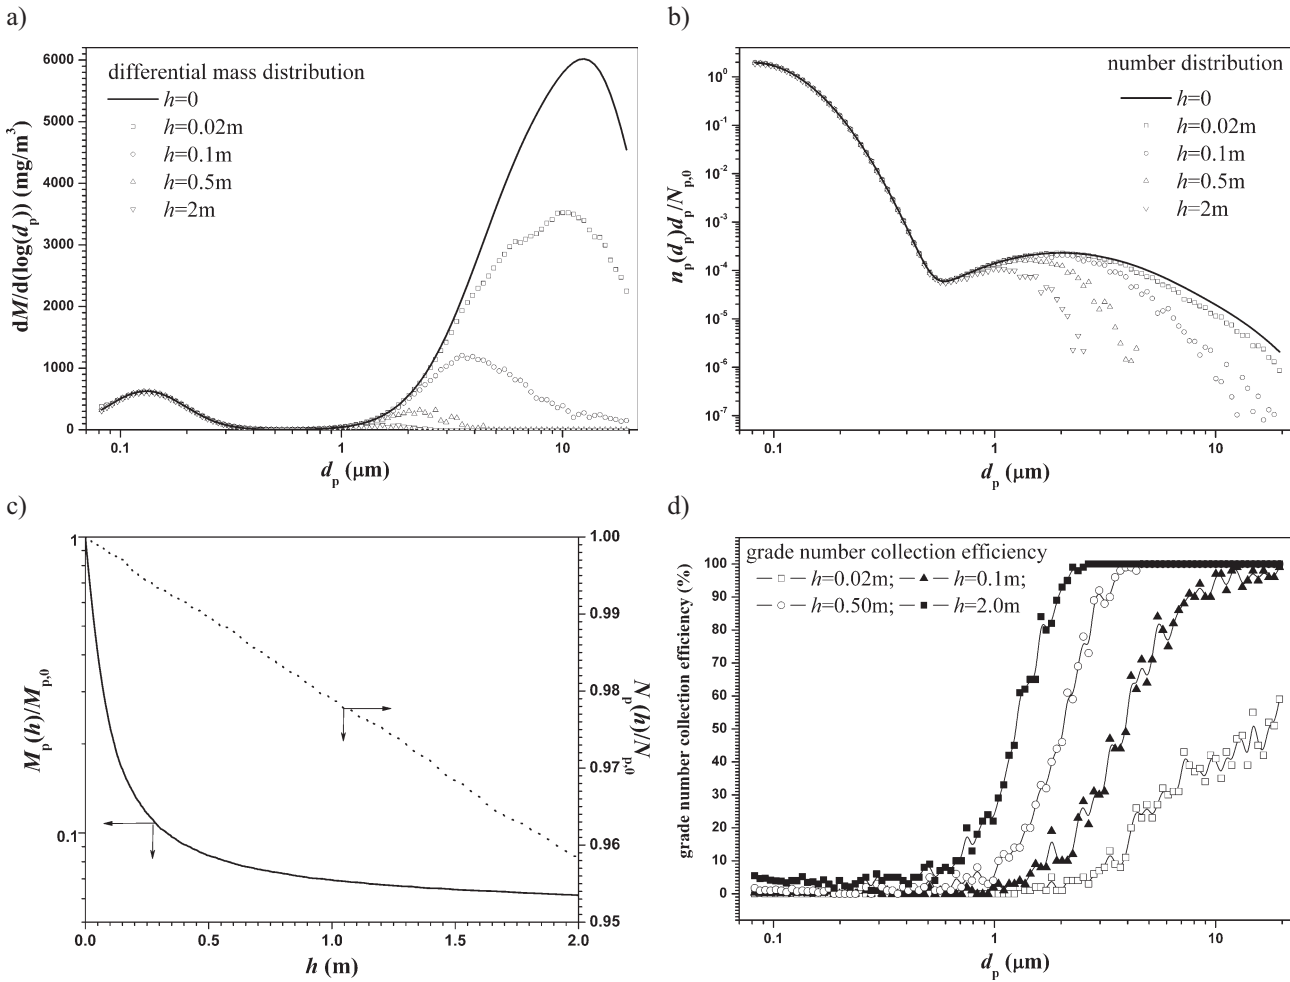 a)
differential mass distribution
h=0
h=0.02m
h=0.1m
h=0.5m
h=2m
dM/d(log(dp)) (mg/m³)
6000
5000
4000
3000
2000
1000
0
0.1
1
10
dp (μm)
b)
number distribution
h=0
h=0.02m
h=0.1m
h=0.5m
h=2m
np(dp)dp/Np,0
10⁰
10⁻¹
10⁻²
10⁻³
10⁻⁴
10⁻⁵
10⁻⁶
10⁻⁷
0.1
1
10
dp (μm)
c)
Mp(h)/Mp,0
1
0.1
Np(h)/Np,0
1.00
0.99
0.98
0.97
0.96
0.95
0.0
0.5
1.0
1.5
2.0
h (m)
d)
grade number collection efficiency
h=0.02m; h=0.1m;
h=0.50m; h=2.0m
grade number collection efficiency (%)
100
90
80
70
60
50
40
30
20
10
0
0.1
1
10
dp (μm)